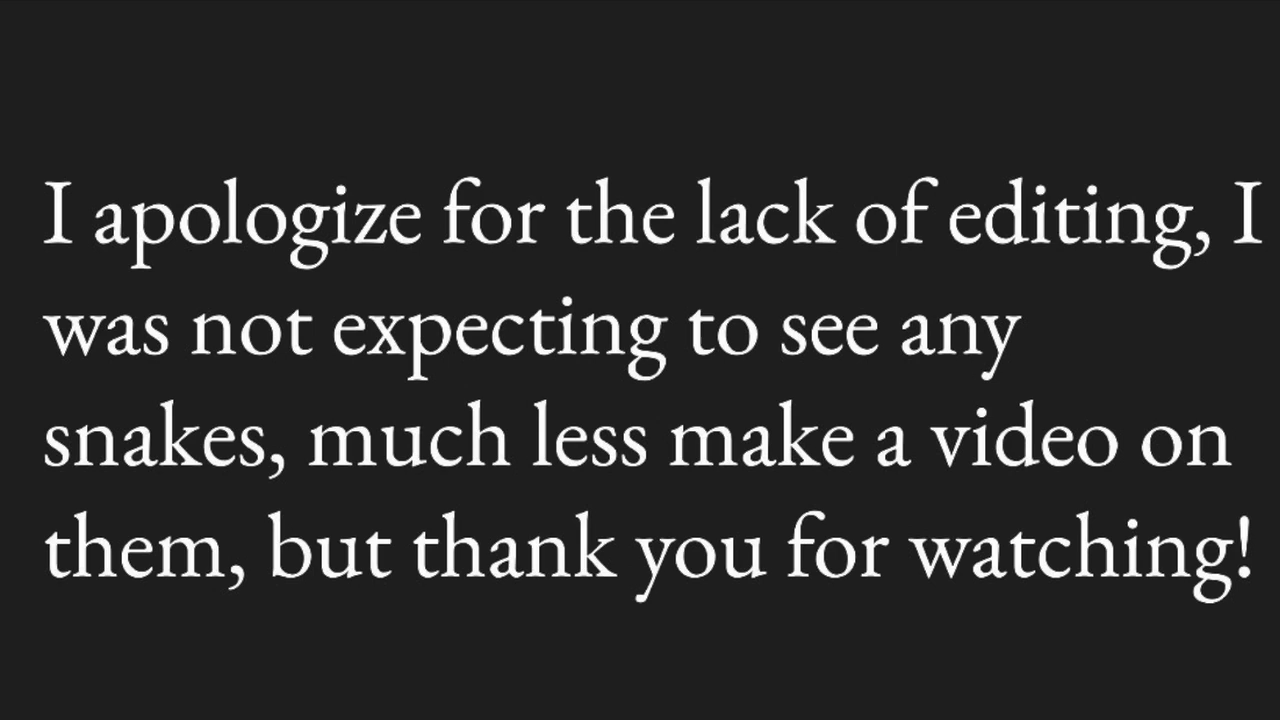 I apologize for the lack of editing, I
was not expecting to see any
snakes, much less make a video on
them, but thank you for watching!